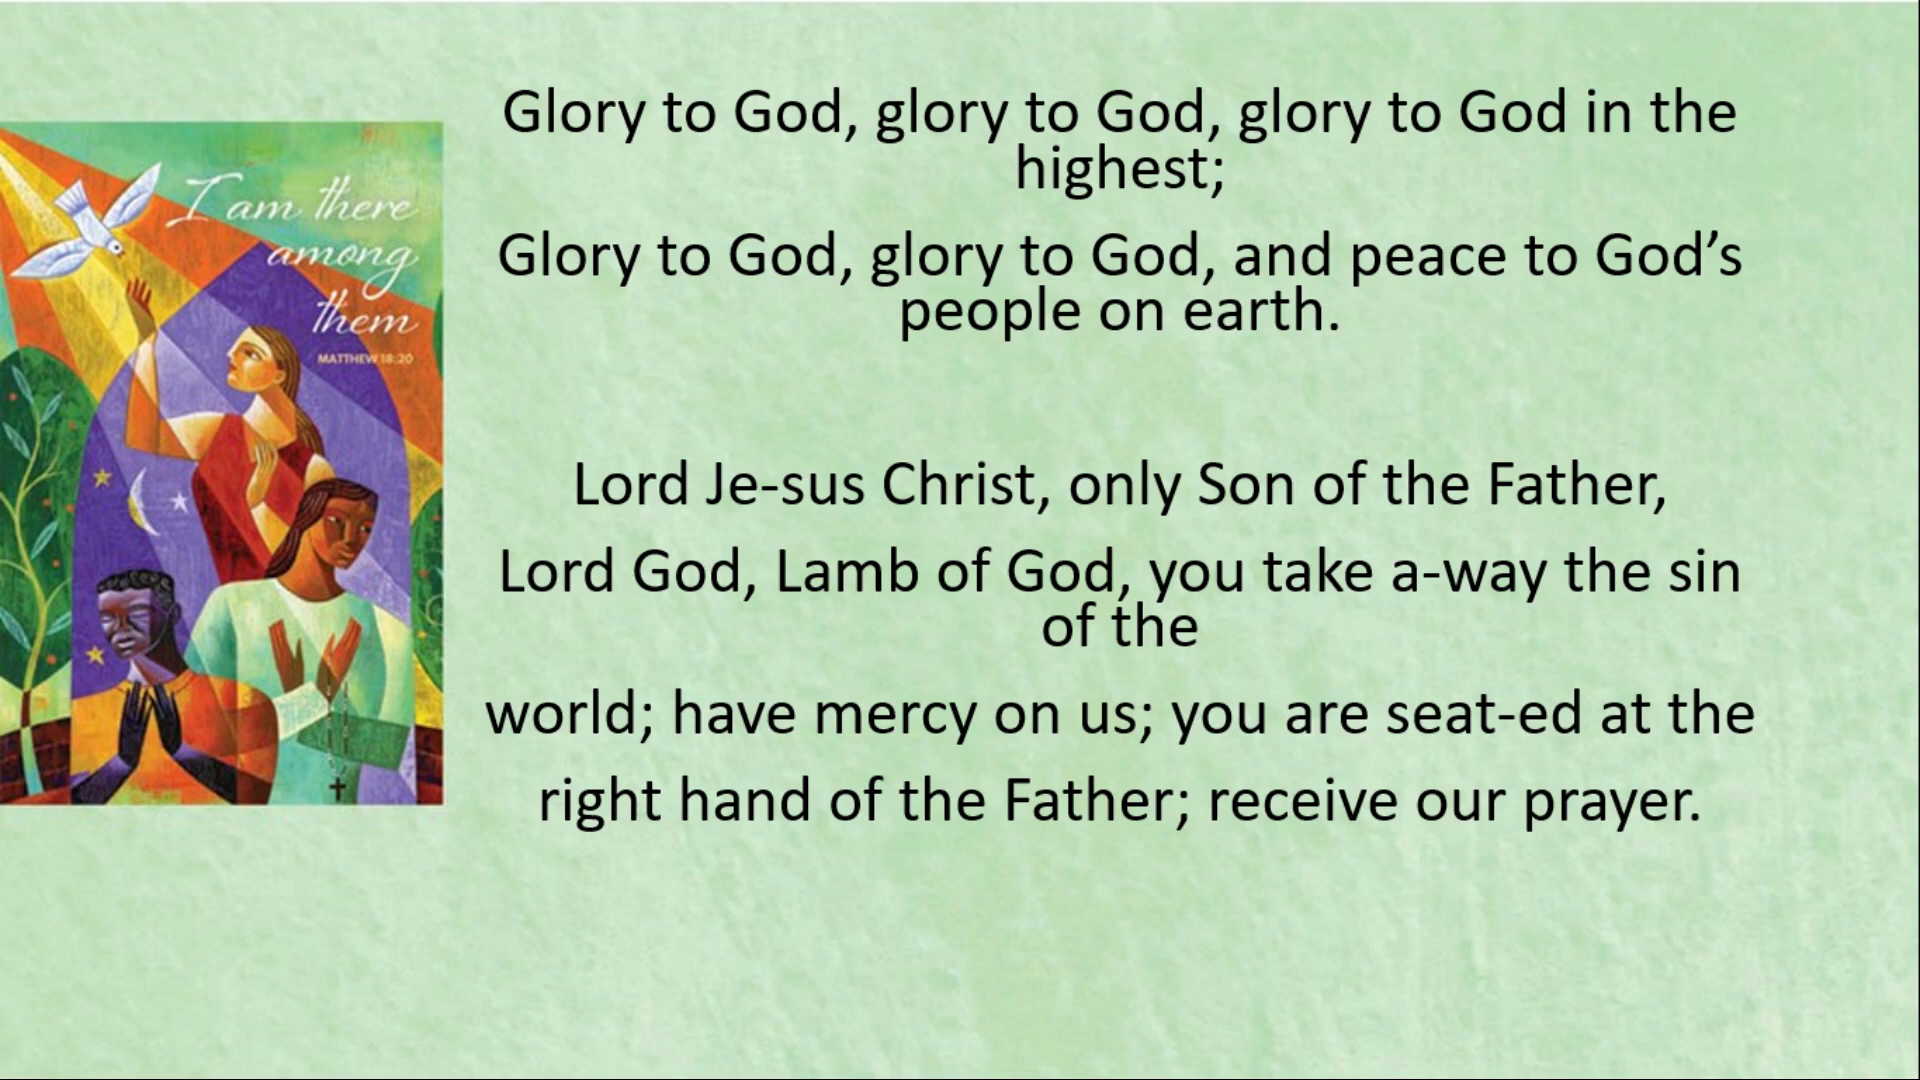 I am there
among
them
MATTHEW 18:20
Glory to God, glory to God, glory to God in the
highest;
Glory to God, glory to God, and peace to God’s
people on earth.
Lord Je-sus Christ, only Son of the Father,
Lord God, Lamb of God, you take a-way the sin
of the
world; have mercy on us; you are seat-ed at the
right hand of the Father; receive our prayer.